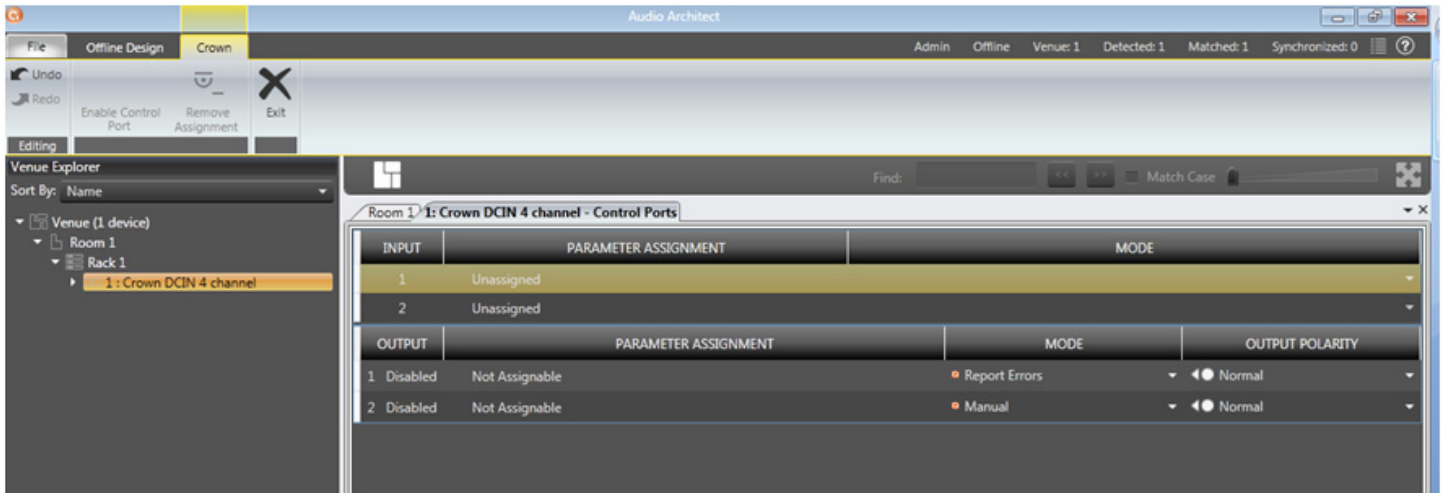 Audio Architect
File Offline Design Crown Admin Offline Venue: 1 Detected: 1 Matched: 1 Synchronized: 0 ?
Undo
Redo
Enable Control Port
Remove Assignment
Exit
Editing
Venue Explorer
Sort By: Name
Venue (1 device)
Room 1
Rack 1
1 : Crown DCIN 4 channel
Find: << >> Match Case
Room 1 1: Crown DCIN 4 channel - Control Ports
INPUT PARAMETER ASSIGNMENT MODE
1 Unassigned
2 Unassigned
OUTPUT PARAMETER ASSIGNMENT MODE OUTPUT POLARITY
1 Disabled Not Assignable Report Errors Normal
2 Disabled Not Assignable Manual Normal